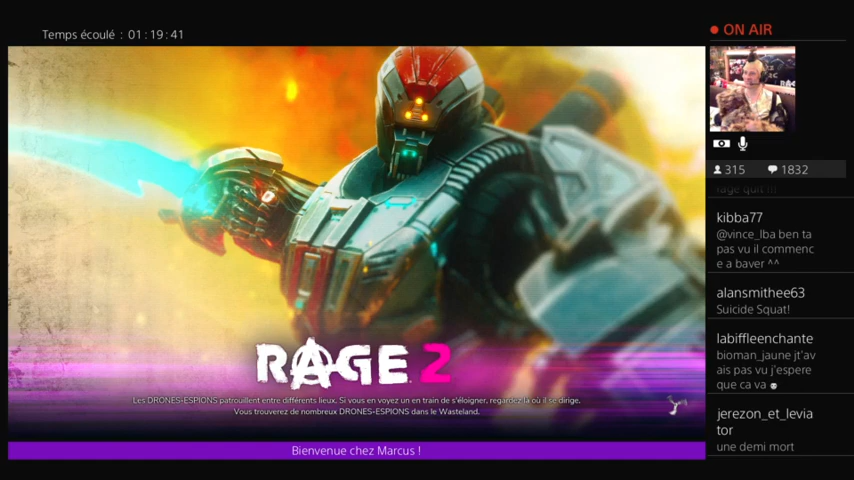 Temps écoulé : 01:19:41
ON AIR
315 1832
rage quit !!!
kibba77
@vince_lba ben ta
pas vu il commenc
e a baver ^^
alansmithee63
Suicide Squat!
labiffleenchante
bioman_jaune jt'av
ais pas vu j'espere
que ca va
jerezon_et_levia
tor
une demi mort
RAGE 2
Les DRONES-ESPIONS patrouillent entre différents lieux. Si vous en voyez un en train de s'éloigner, regardez là où il se dirige.
Vous trouverez de nombreux DRONES-ESPIONS dans le Wasteland.
Bienvenue chez Marcus !